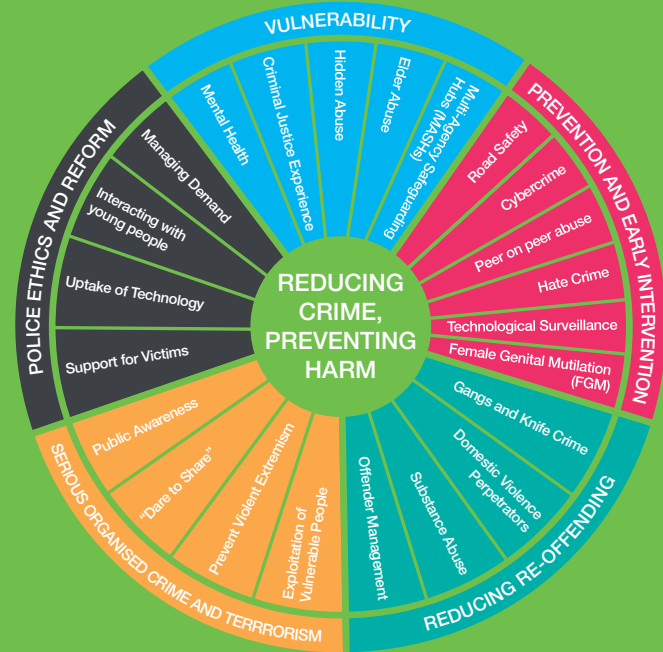 REDUCING
CRIME,
PREVENTING
HARM
VULNERABILITY
Mental Health
Criminal Justice Experience
Hidden Abuse
Elder Abuse
Multi-Agency Safeguarding
Hubs (MASHs)
PREVENTION AND EARLY INTERVENTION
Road Safety
Cybercrime
Peer on peer abuse
Hate Crime
Technological Surveillance
Female Genital Mutilation
(FGM)
REDUCING RE-OFFENDING
Gangs and Knife Crime
Domestic Violence
Perpetrators
Substance Abuse
Offender Management
SERIOUS ORGANISED CRIME AND TERRRORISM
Exploitation of
Vulnerable People
Prevent Violent Extremism
"Dare to Share"
Public Awareness
POLICE ETHICS AND REFORM
Support for Victims
Uptake of Technology
Interacting with
young people
Managing Demand